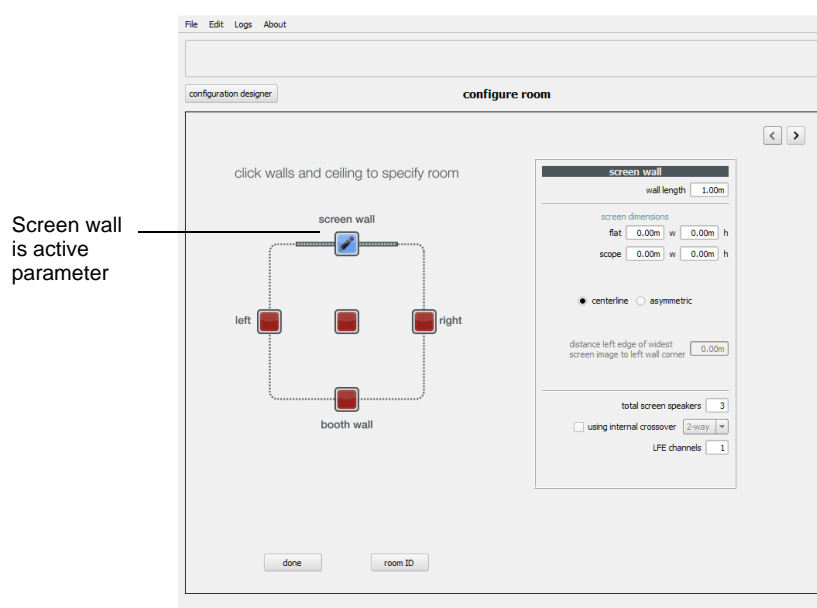 File Edit Logs About
configuration designer
configure room
< >
click walls and ceiling to specify room
screen wall
left
right
booth wall
Screen wall
is active
parameter
screen wall
wall length 1.00m
screen dimensions
flat 0.00m w 0.00m h
scope 0.00m w 0.00m h
centerline asymmetric
distance left edge of widest
screen image to left wall corner 0.00m
total screen speakers 3
using internal crossover 2-way
LFE channels 1
done room ID